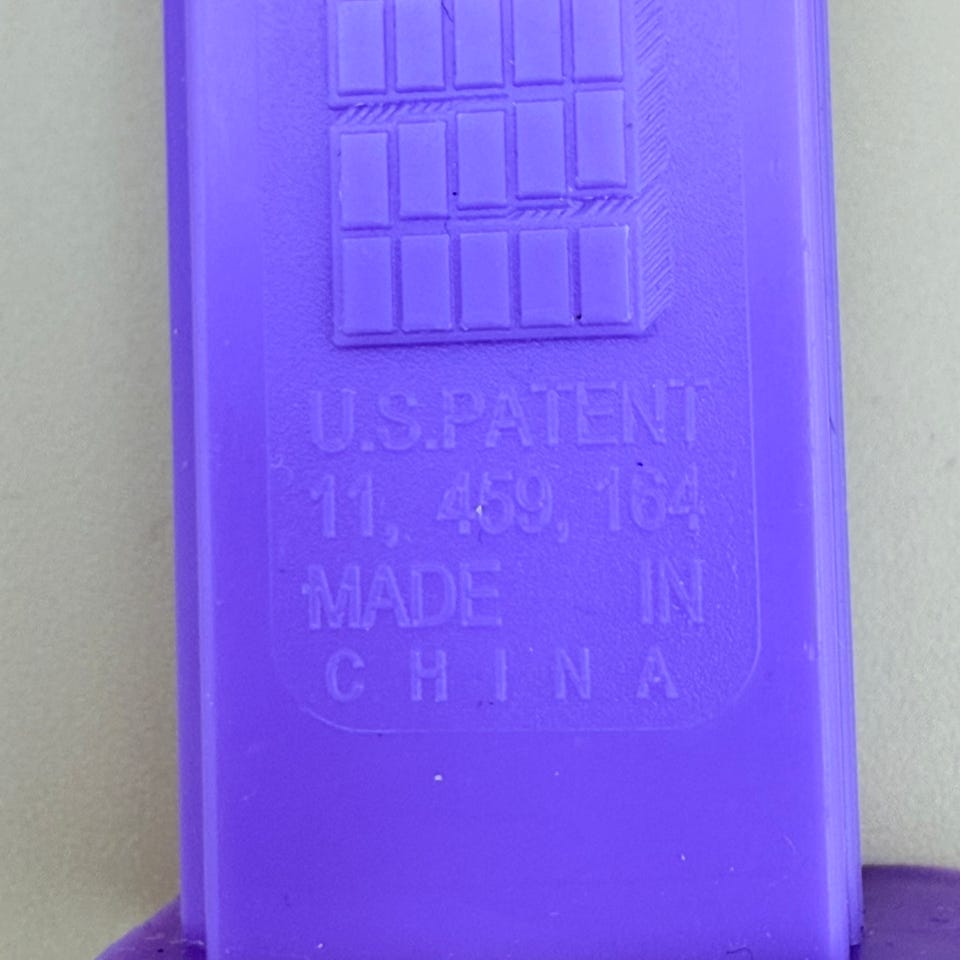 U.S.PATENT
11, 459, 164
MADE IN
CHINA